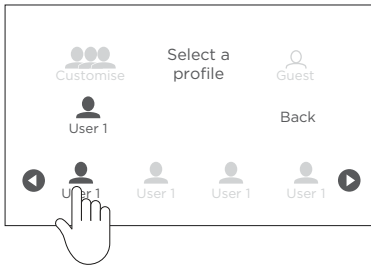 Select a
profile
Customise
Guest
User 1
Back
User 1
User 1
User 1
User 1